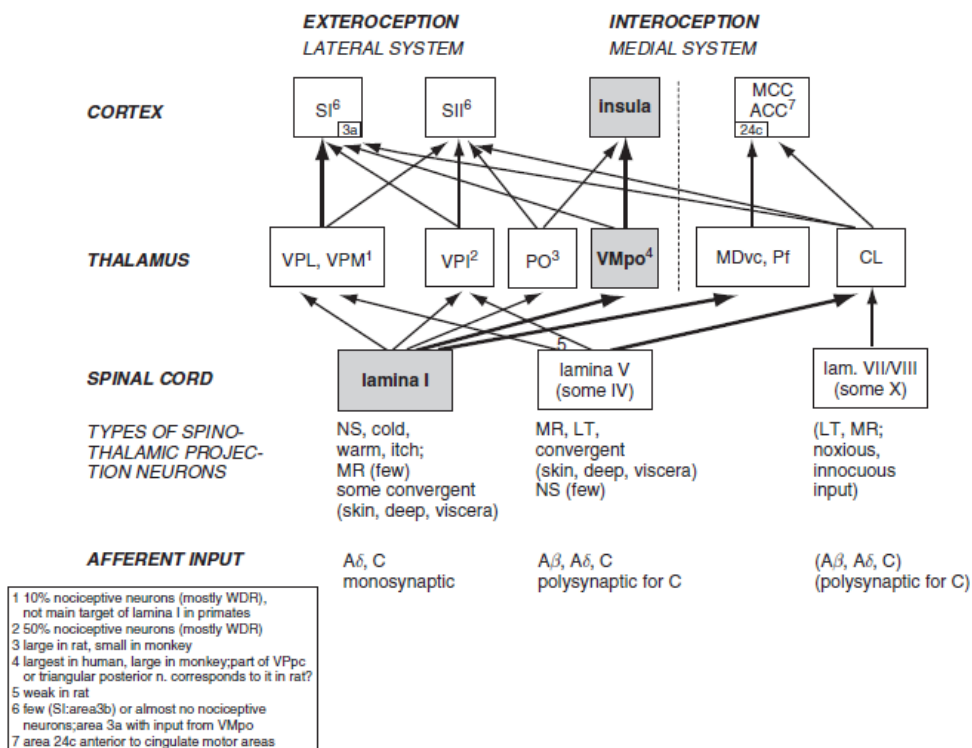 EXTEROCEPTION INTEROCEPTION
LATERAL SYSTEM MEDIAL SYSTEM
CORTEX
SI6
3a
SII6
insula
MCC
ACC7
24c
THALAMUS
VPL, VPM1
VPI2
PO3
VMpo4
MDvc, Pf
CL
5
SPINAL CORD
lamina I
lamina V
(some IV)
lam. VII/VIII
(some X)
TYPES OF SPINO-
THALAMIC PROJEC-
TION NEURONS
NS, cold,
warm, itch;
MR (few)
some convergent
(skin, deep, viscera)
MR, LT,
convergent
(skin, deep, viscera)
NS (few)
(LT, MR;
noxious,
innocuous
input)
AFFERENT INPUT
Aδ, C
monosynaptic
Aβ, Aδ, C
polysynaptic for C
(Aβ, Aδ, C)
(polysynaptic for C)
1 10% nociceptive neurons (mostly WDR),
not main target of lamina I in primates
2 50% nociceptive neurons (mostly WDR)
3 large in rat, small in monkey
4 largest in human, large in monkey;part of VPpc
or triangular posterior n. corresponds to it in rat?
5 weak in rat
6 few (SI:area3b) or almost no nociceptive
neurons;area 3a with input from VMpo
7 area 24c anterior to cingulate motor areas